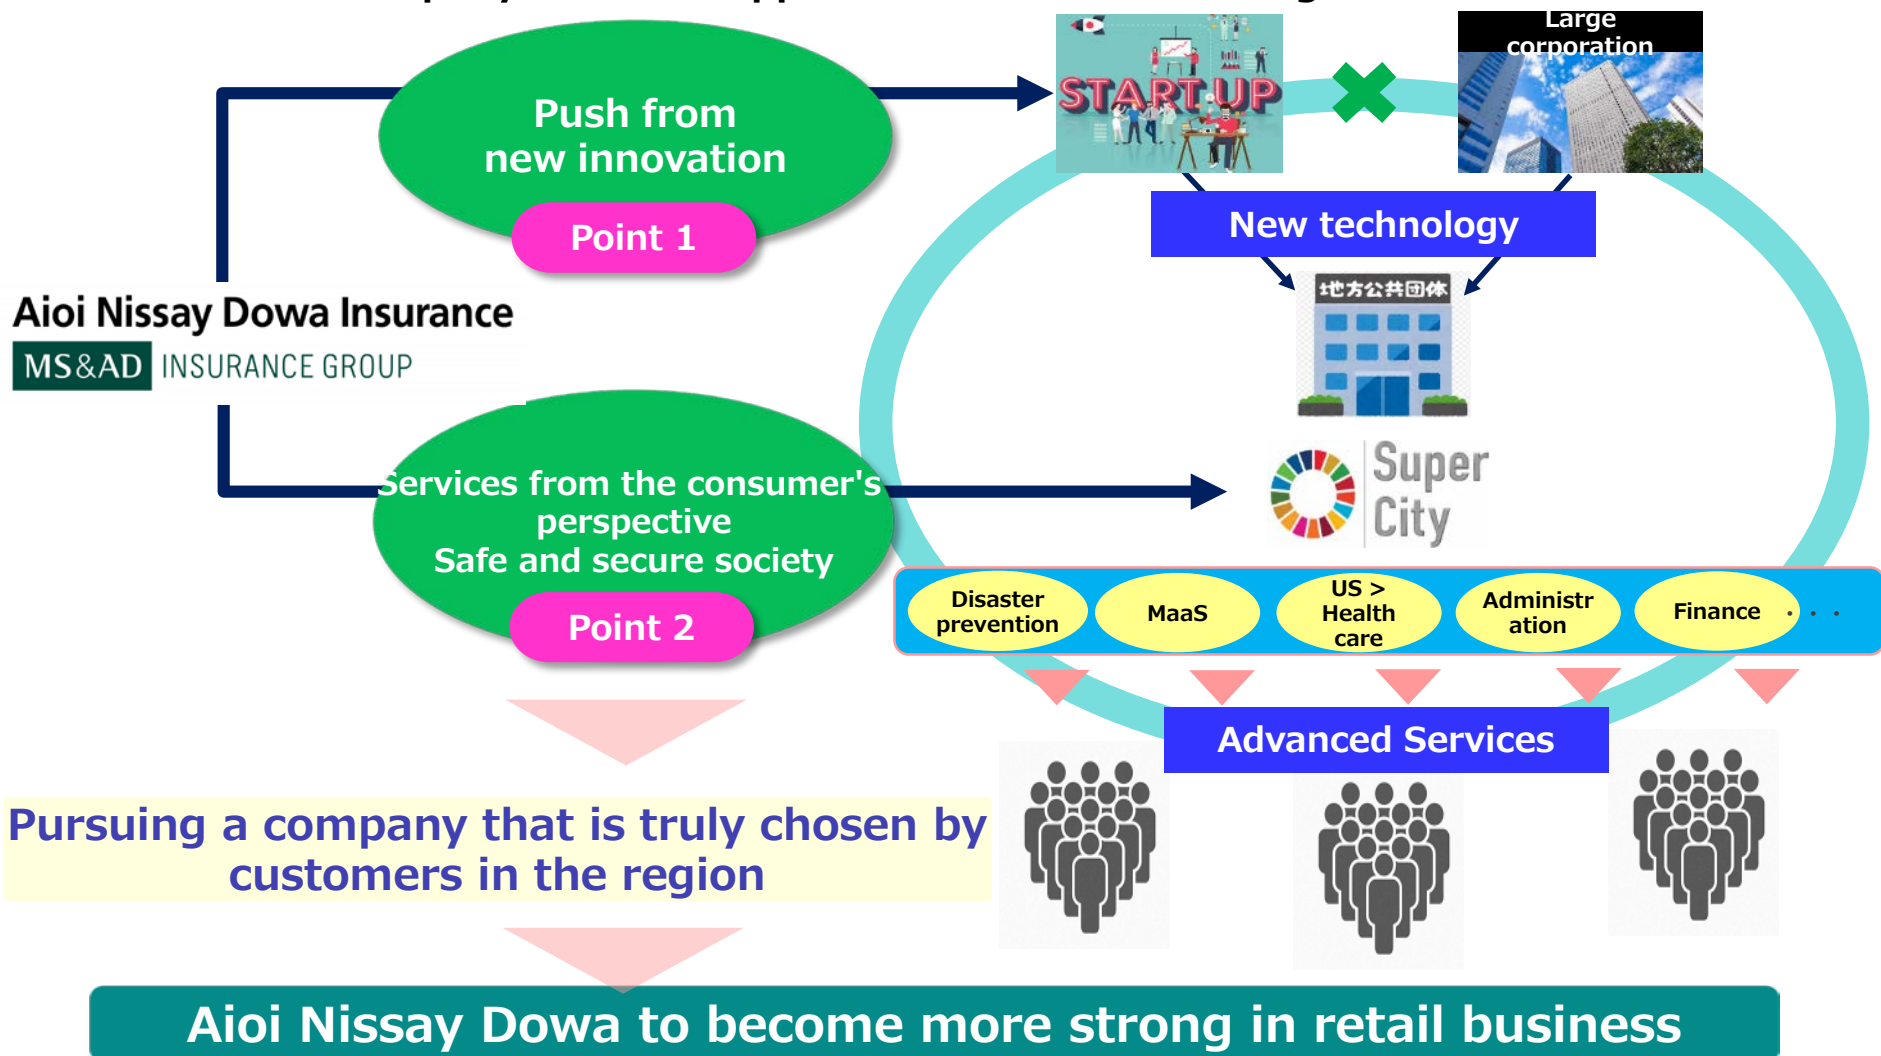 Large
corporation
START UP
Push from
new innovation
Point 1
New technology
地方公共団体
Aioi Nissay Dowa Insurance
MS&AD INSURANCE GROUP
Super
City
Services from the consumer's
perspective
Safe and secure society
Point 2
Disaster
prevention
MaaS
US >
Health
care
Administr
ation
Finance
・・・
Advanced Services
Pursuing a company that is truly chosen by
customers in the region
Aioi Nissay Dowa to become more strong in retail business